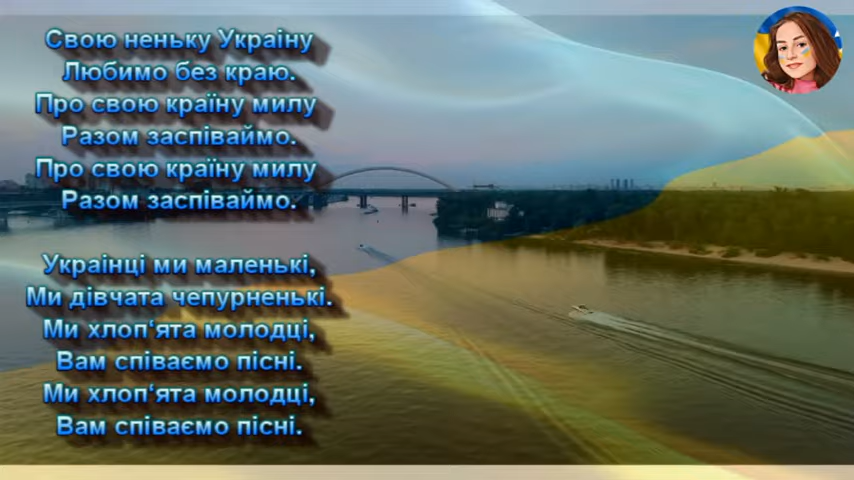 Свою неньку Україну
Любимо без краю.
Про свою країну милу
Разом заспіваймо.
Про свою країну милу
Разом заспіваймо.
Українці ми маленькі,
Ми дівчата чепурненькі.
Ми хлоп‘ята молодці,
Вам співаємо пісні.
Ми хлоп‘ята молодці,
Вам співаємо пісні.